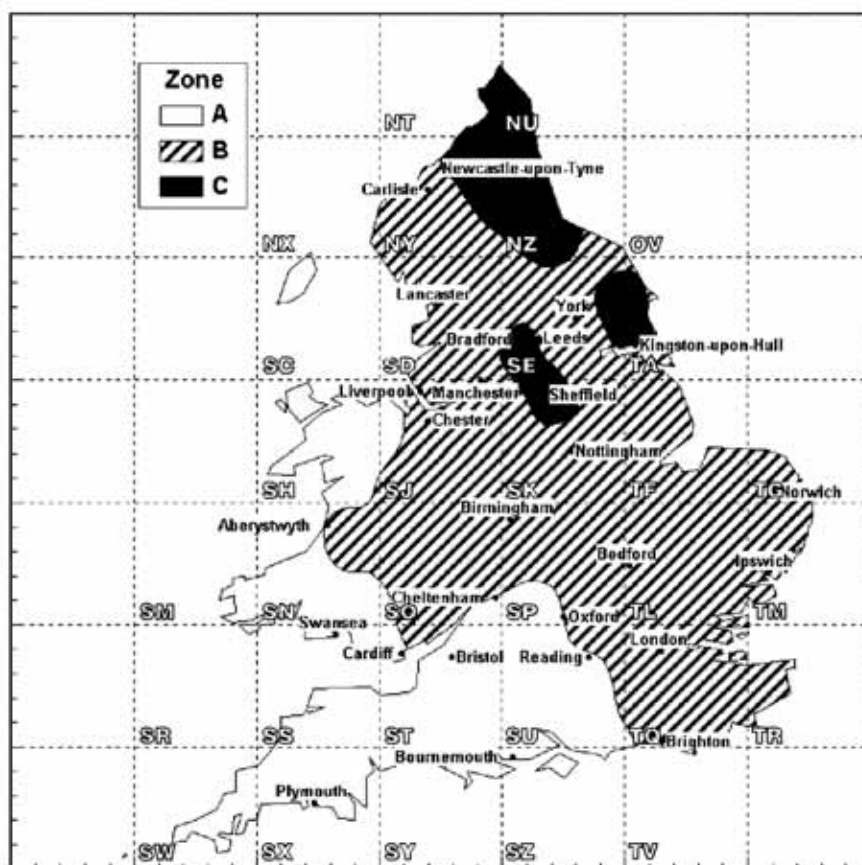 Zone
A
B
C
NT
NU
Newcastle-upon-Tyne
Carlisle
NX
NY
NZ
OV
Lancaster
York
Bradford
Leeds
Kingston-upon-Hull
SC
SD
SE
TA
Liverpool
Manchester
Sheffield
Chester
Nottingham
SH
SJ
SK
TF
TG
Norwich
Birmingham
Aberystwyth
Bedford
Ipswich
Cheltenham
SM
SN
SO
SP
Oxford
TL
TM
Swansea
London
Cardiff
Bristol
Reading
SR
SS
ST
SU
TQ
Brighton
TR
Bournemouth
Plymouth
SW
SX
SY
SZ
TV